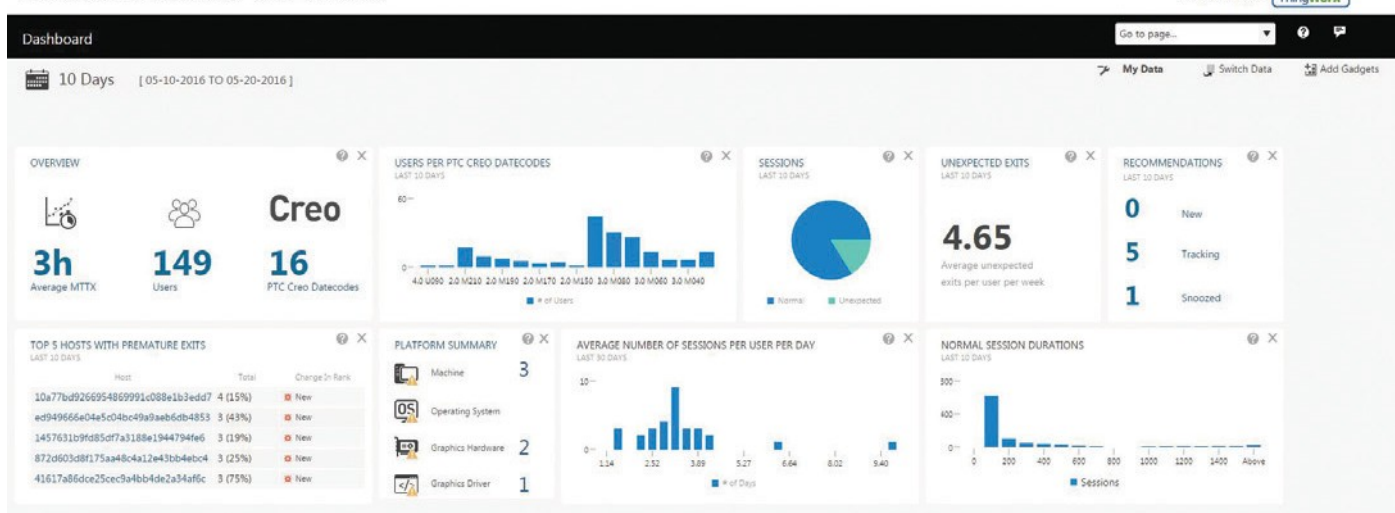 Dashboard
Go to page...
10 Days [ 05-10-2016 TO 05-20-2016 ]
My Data
Switch Data
Add Gadgets
OVERVIEW
Creo
3h
Average MTTX
149
Users
16
PTC Creo Datecodes
USERS PER PTC CREO DATECODES
LAST 10 DAYS
60
0
4.0 U090 2.0 M210 2.0 M190 2.0 M170 2.0 M150 3.0 M080 3.0 M060 3.0 M040
# of Users
SESSIONS
LAST 10 DAYS
Normal
Unexpected
UNEXPECTED EXITS
LAST 10 DAYS
4.65
Average unexpected
exits per user per week
RECOMMENDATIONS
LAST 10 DAYS
0 New
5 Tracking
1 Snoozed
TOP 5 HOSTS WITH PREMATURE EXITS
LAST 10 DAYS
Host Total Change In Rank
10a77bd9266954869991c088e1b3edd7 4 (15%) New
ed949666e04e5c04bc49a9aeb6db4853 3 (43%) New
1457631b9fd85df7a3188e1944794fe6 3 (19%) New
872d603d8f175aa48c4a12e43bb4ebc4 3 (25%) New
41617a86dce25cec9a4bb4de2a34af6c 3 (75%) New
PLATFORM SUMMARY
Machine 3
OS Operating System
Graphics Hardware 2
Graphics Driver 1
AVERAGE NUMBER OF SESSIONS PER USER PER DAY
LAST 30 DAYS
10
0
1.14 2.52 3.89 5.27 6.64 8.02 9.40
# of Days
NORMAL SESSION DURATIONS
LAST 10 DAYS
800
400
0
0 200 400 600 800 1000 1200 1400 Above
Sessions